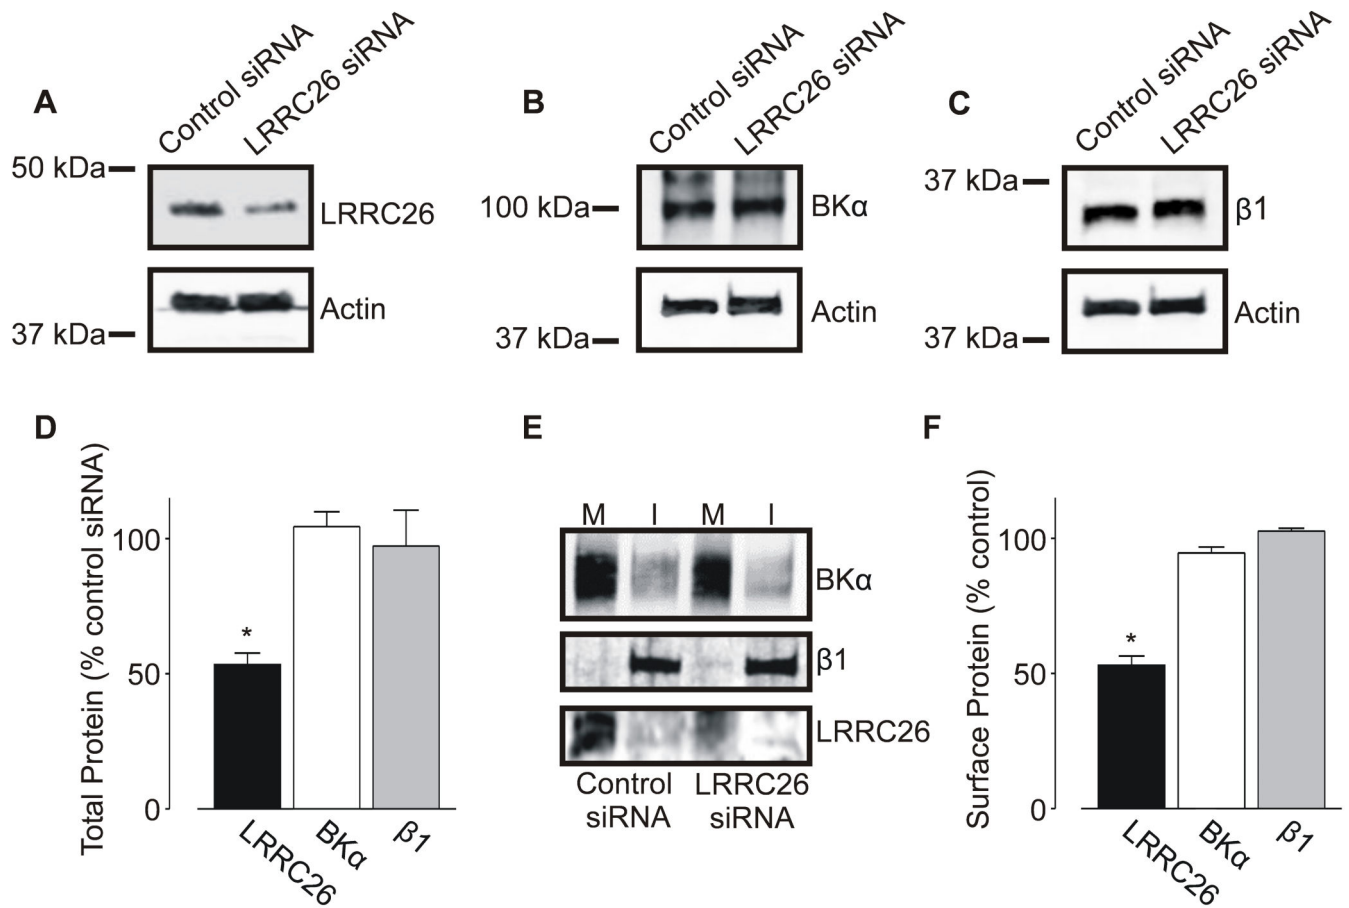 A
Control siRNA
LRRC26 siRNA
50 kDa
LRRC26
Actin
37 kDa
B
Control siRNA
LRRC26 siRNA
100 kDa
BKα
Actin
37 kDa
C
Control siRNA
LRRC26 siRNA
37 kDa
β1
Actin
37 kDa
D
Total Protein (% control siRNA)
100
50
0
*
LRRC26
BKα
β1
E
M I M I
BKα
β1
LRRC26
Control
siRNA
LRRC26
siRNA
F
Surface Protein (% control)
100
50
0
*
LRRC26
BKα
β1